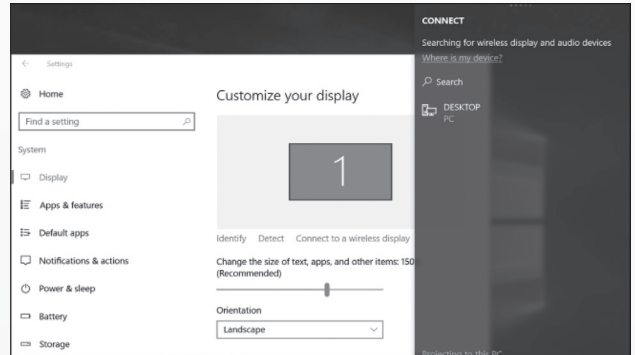 Settings
Home
Find a setting
System
Display
Apps & features
Default apps
Notifications & actions
Power & sleep
Battery
Storage
Customize your display
1
Identify Detect Connect to a wireless display
Change the size of text, apps, and other items: 150
(Recommended)
Orientation
Landscape
CONNECT
Searching for wireless display and audio devices
Where is my device?
Search
DESKTOP
PC
Projecting to this PC